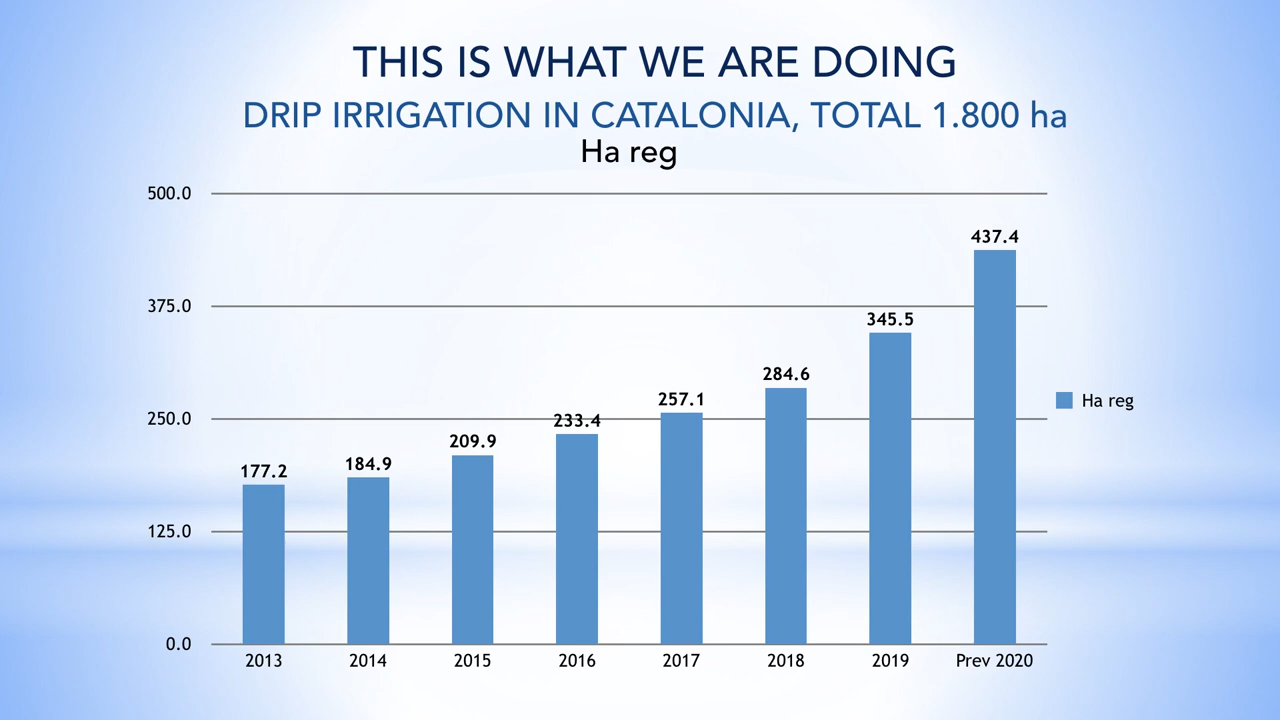 THIS IS WHAT WE ARE DOING
DRIP IRRIGATION IN CATALONIA, TOTAL 1.800 ha
Ha reg
500.0
437.4
375.0
345.5
284.6
Ha reg
257.1
250.0
233.4
209.9
184.9
177.2
125.0
0.0
2013 2014 2015 2016 2017 2018 2019 Prev 2020